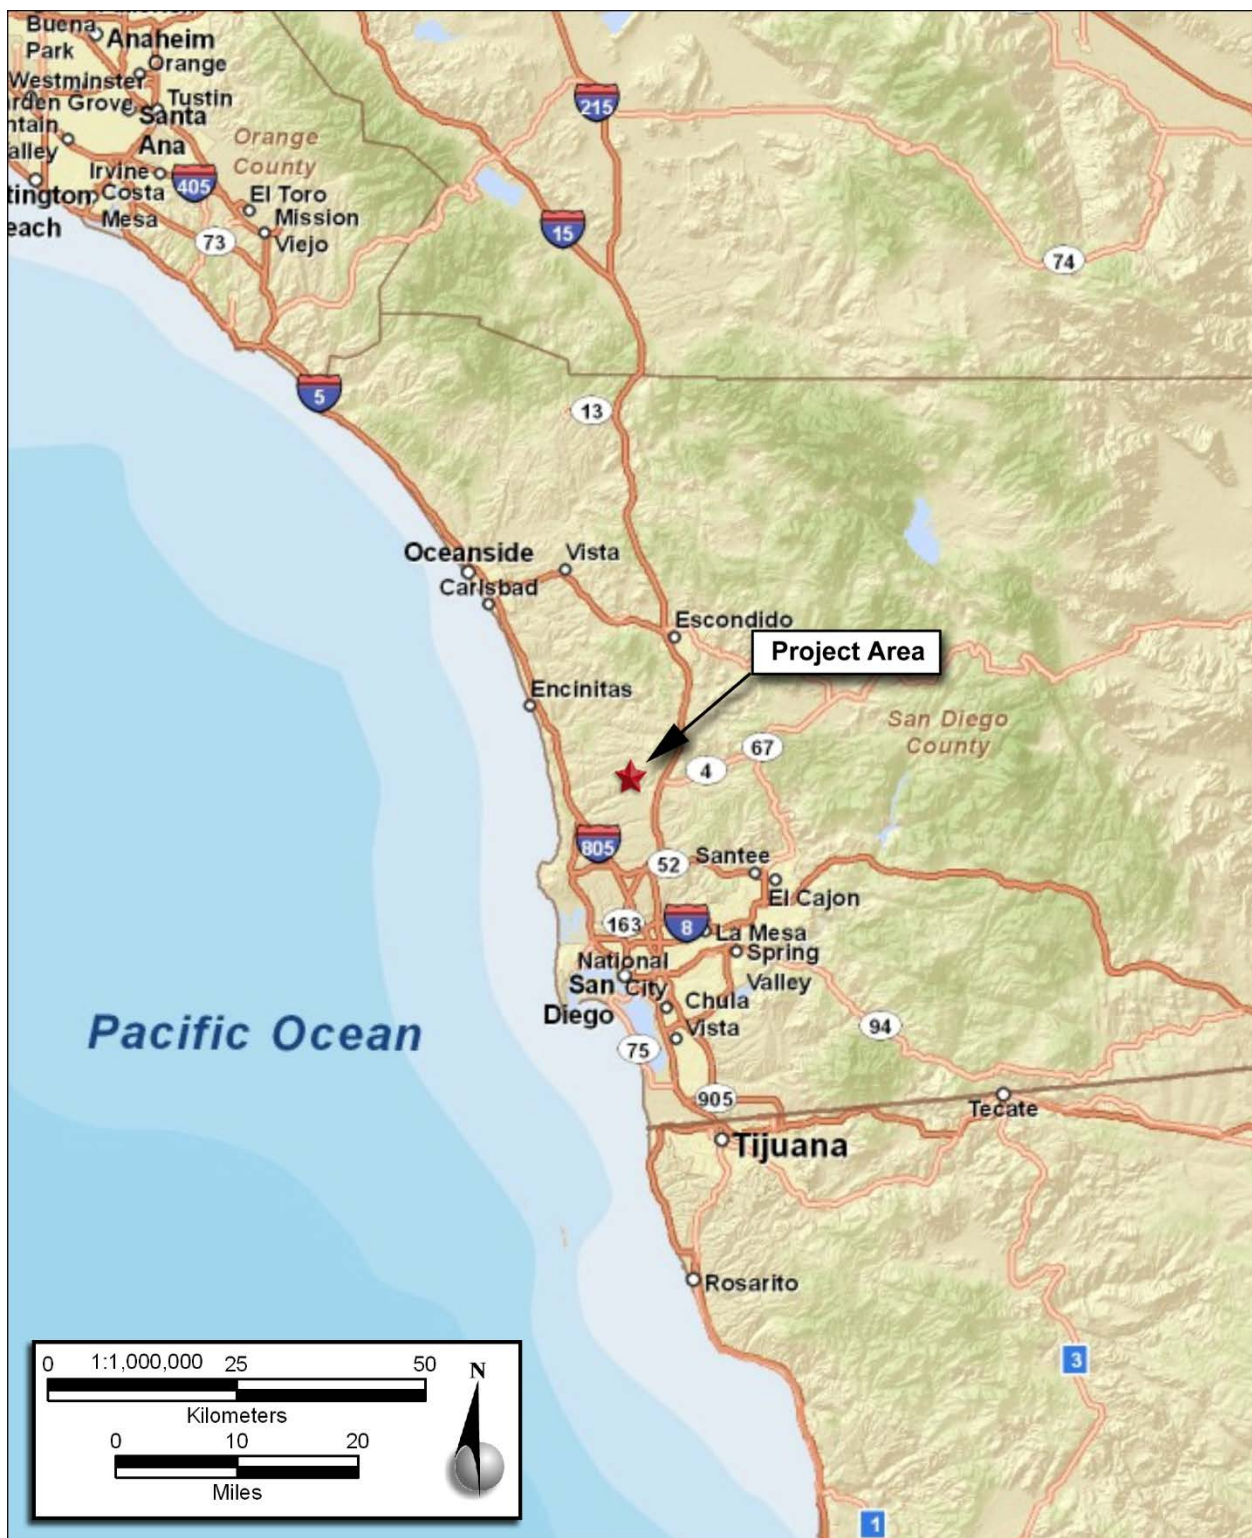 Buena
Park
Anaheim
Orange
Westminster
Tustin
Santa
Ana
Orange
County
215
Irvine
405
El Toro
Costa
Mesa
Mission
Viejo
73
15
74
5
13
Oceanside
Vista
Carlsbad
Escondido
Project Area
Encinitas
San Diego
County
67
4
805
52
Santee
El Cajon
163
8
La Mesa
Spring
Valley
National
City
San
Diego
Chula
Vista
Pacific Ocean
94
75
905
Tecate
Tijuana
Rosarito
3
1
0 1:1,000,000 25 50
Kilometers
0 10 20
Miles
N